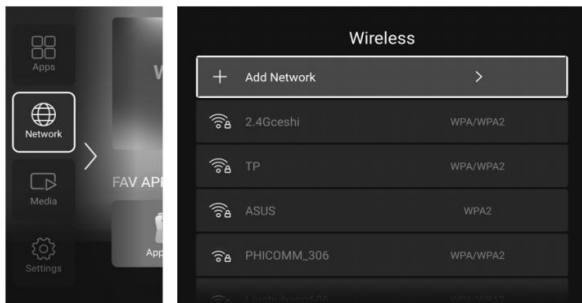 Apps
Network
Media
Settings
FAV AP
App
Wireless
Add Network
2.4Gceshi WPA/WPA2
TP WPA/WPA2
ASUS WPA2
PHICOMM_306 WPA/WPA2